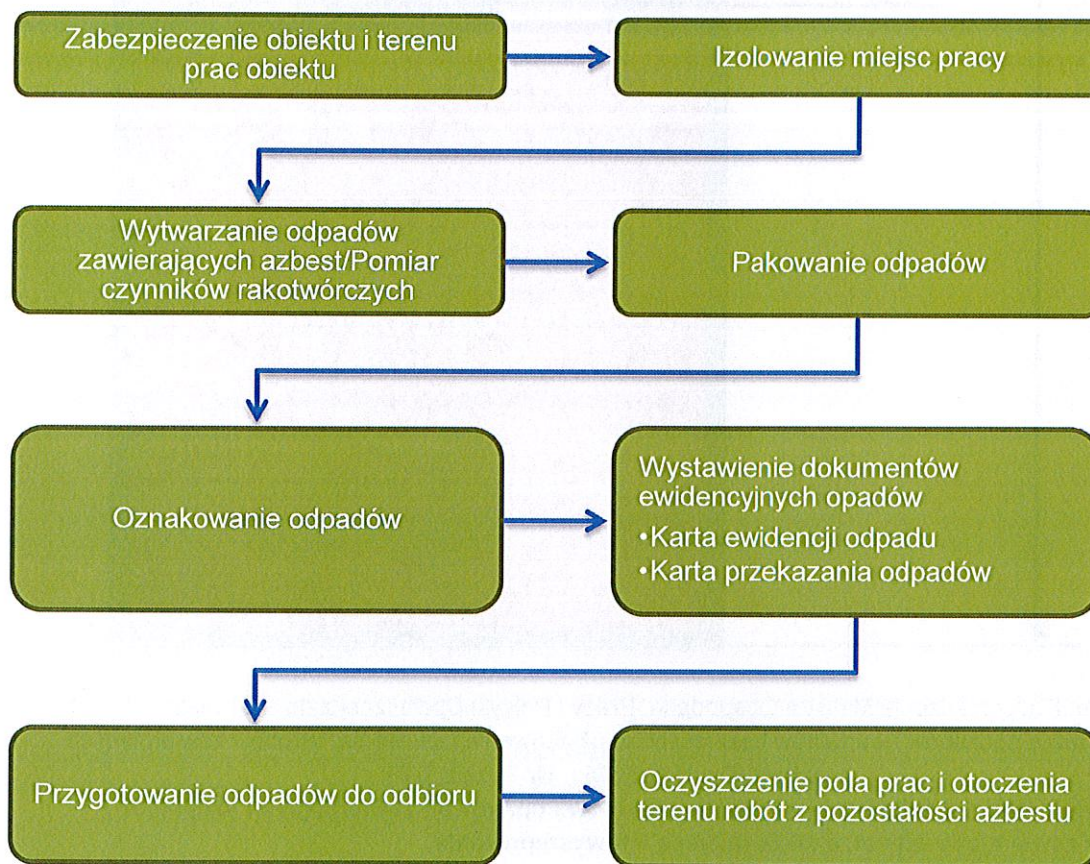 Zabezpieczenie obiektu i terenu
prac obiektu
Izolowanie miejsc pracy
Wytwarzanie odpadów
zawierających azbest/Pomiar
czynników rakotwórczych
Pakowanie odpadów
Oznakowanie odpadów
Wystawienie dokumentów
ewidencyjnych opadów
•Karta ewidencji odpadu
•Karta przekazania odpadów
Przygotowanie odpadów do odbioru
Oczyszczenie pola prac i otoczenia
terenu robót z pozostałości azbestu